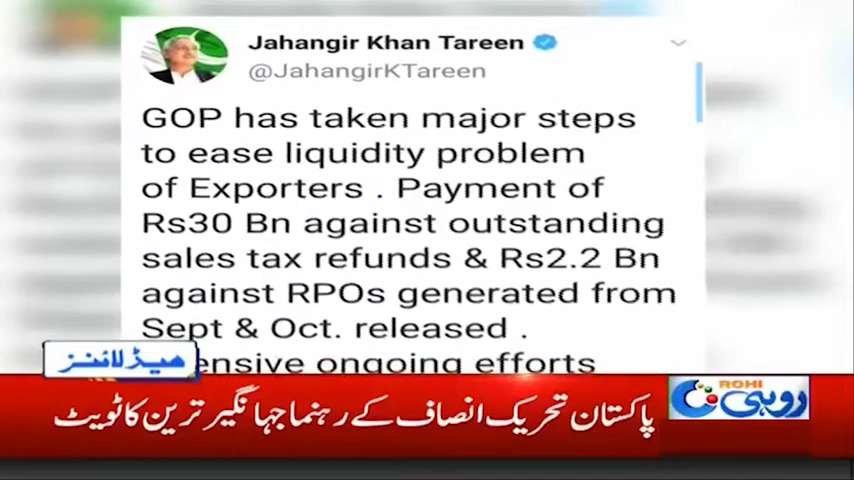 Jahangir Khan Tareen
@JahangirKTareen
GOP has taken major steps
to ease liquidity problem
of Exporters . Payment of
Rs30 Bn against outstanding
sales tax refunds & Rs2.2 Bn
against RPOs generated from
Sept & Oct. released .
ongoing efforts
ہیڈلائنز
ROHI
روہی
پاکستان تحریک انصاف کے رہنما جہانگیر ترین کا ٹویٹ